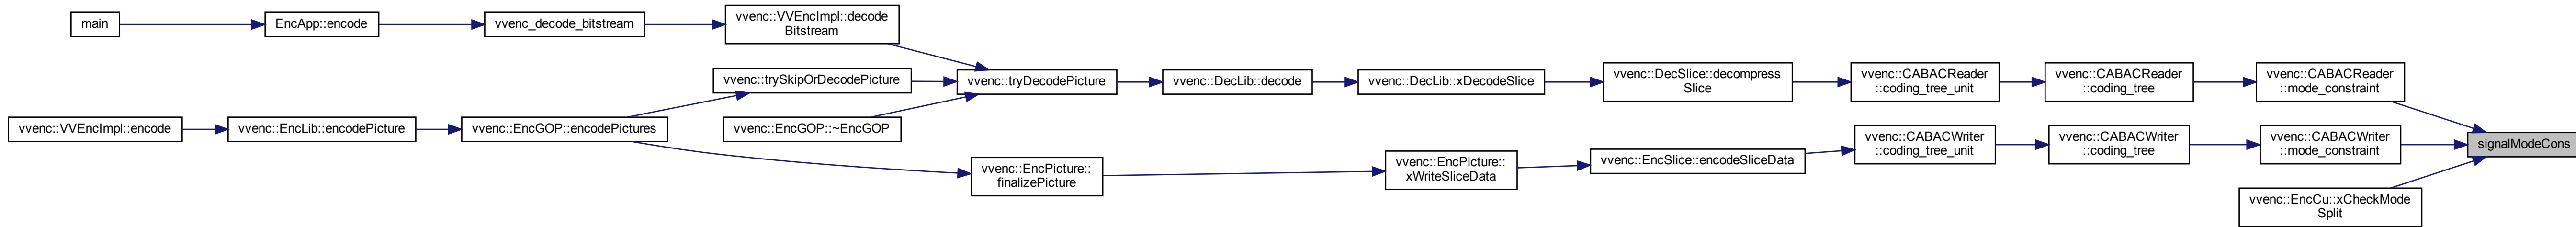 main
EncApp::encode
vvenc_decode_bitstream
vvenc::VVEncImpl::decode
Bitstream
vvenc::trySkipOrDecodePicture
vvenc::tryDecodePicture
vvenc::DecLib::decode
vvenc::DecLib::xDecodeSlice
vvenc::DecSlice::decompress
Slice
vvenc::CABACReader
::coding_tree_unit
vvenc::CABACReader
::coding_tree
vvenc::CABACReader
::mode_constraint
vvenc::VVEncImpl::encode
vvenc::EncLib::encodePicture
vvenc::EncGOP::encodePictures
vvenc::EncGOP::~EncGOP
vvenc::EncPicture::
finalizePicture
vvenc::EncPicture::
xWriteSliceData
vvenc::EncSlice::encodeSliceData
vvenc::CABACWriter
::coding_tree_unit
vvenc::CABACWriter
::coding_tree
vvenc::CABACWriter
::mode_constraint
signalModeCons
vvenc::EncCu::xCheckMode
Split